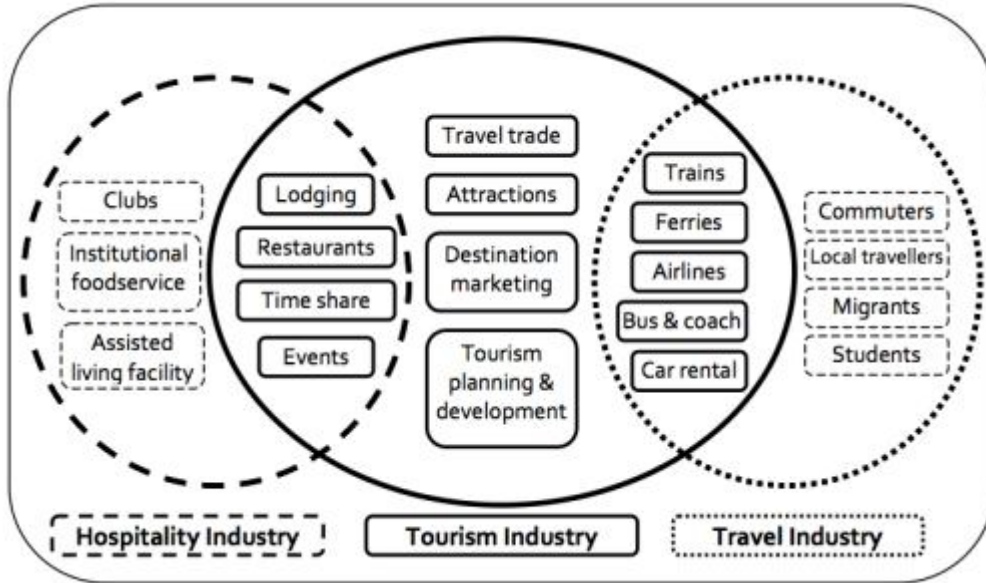 Clubs
Institutional
foodservice
Assisted
living facility
Lodging
Restaurants
Time share
Events
Travel trade
Attractions
Destination
marketing
Tourism
planning &
development
Trains
Ferries
Airlines
Bus & coach
Car rental
Commuters
Local travellers
Migrants
Students
Hospitality Industry
Tourism Industry
Travel Industry